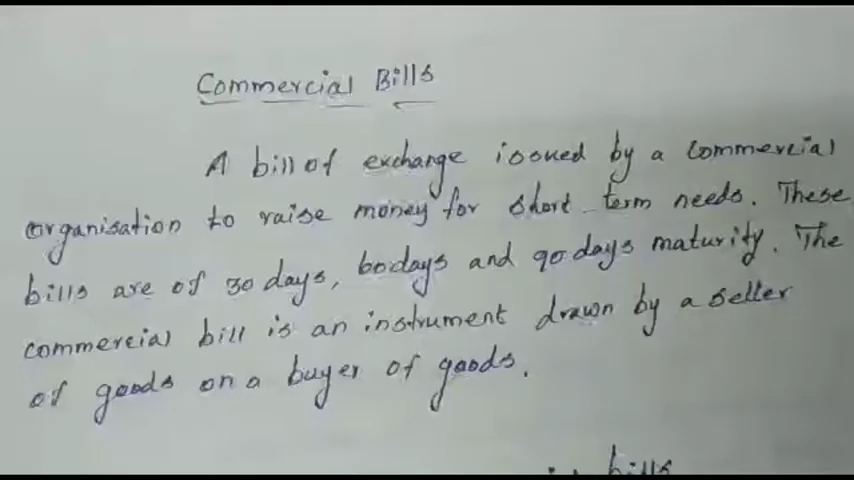 Commercial Bills
A bill of exchange issued by a commercial
organisation to raise money for short term needs. These
bills are of 30 days, 60 days and 90 days maturity. The
commercial bill is an instrument drawn by a seller
of goods on a buyer of goods.
bills